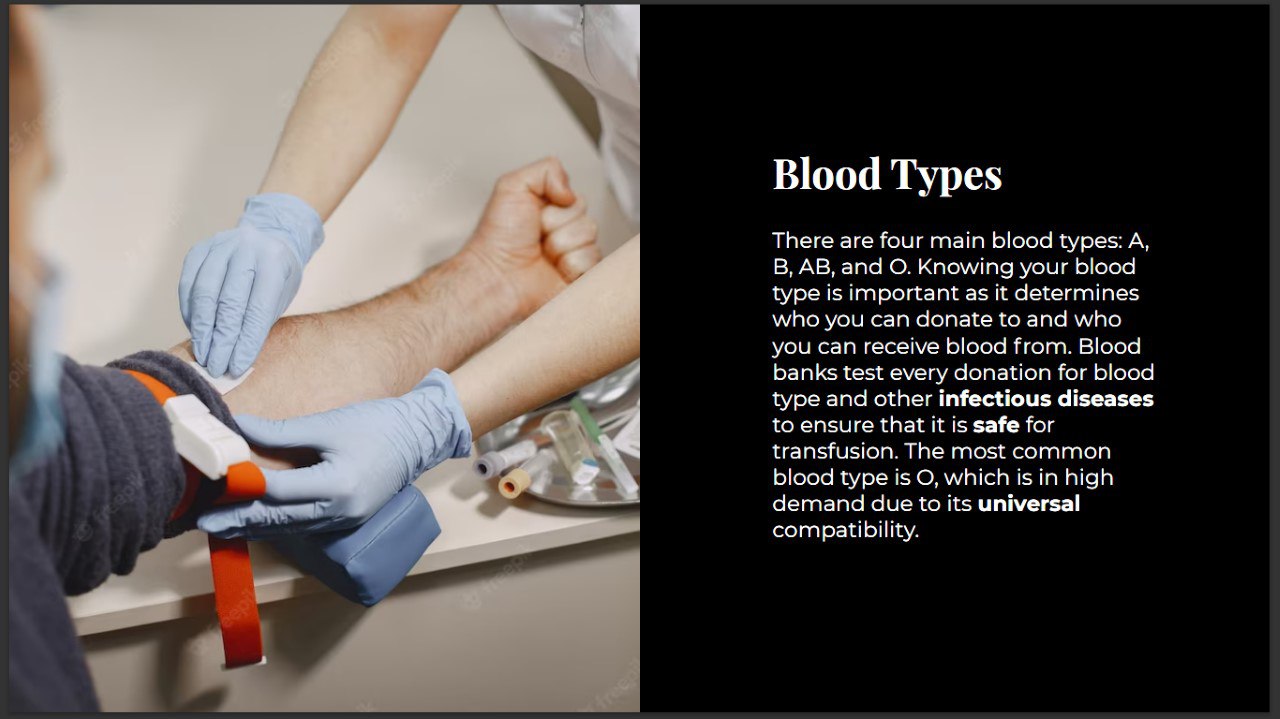 Blood Types
There are four main blood types: A,
B, AB, and O. Knowing your blood
type is important as it determines
who you can donate to and who
you can receive blood from. Blood
banks test every donation for blood
type and other infectious diseases
to ensure that it is safe for
transfusion. The most common
blood type is O, which is in high
demand due to its universal
compatibility.